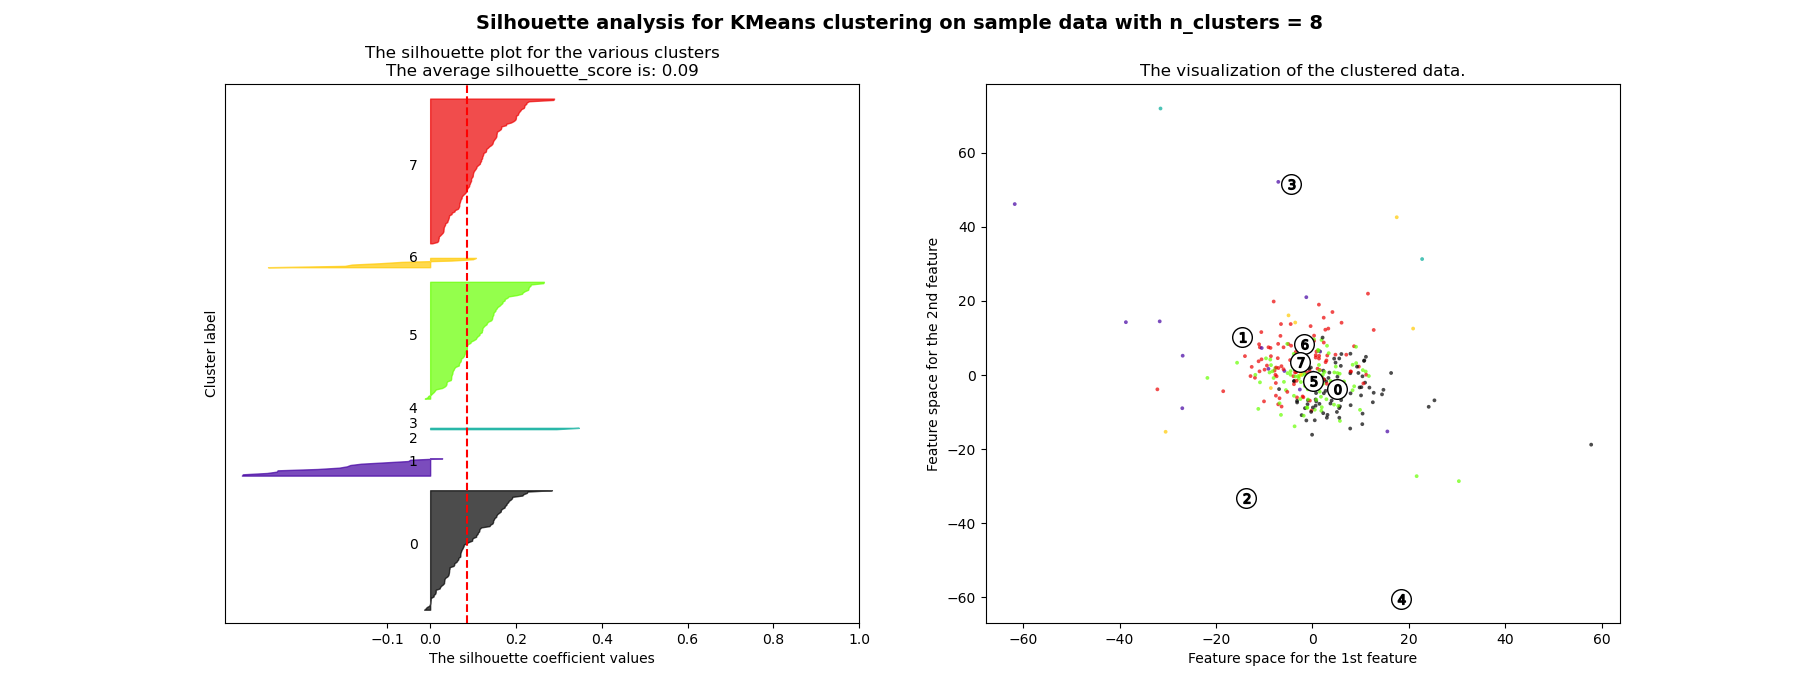 Silhouette analysis for KMeans clustering on sample data with n_clusters = 8
The silhouette plot for the various clusters
The average silhouette_score is: 0.09
7
6
5
4
3
2
1
0
Cluster label
−0.1 0.0 0.2 0.4 0.6 0.8 1.0
The silhouette coefficient values
The visualization of the clustered data.
60
40
20
0
−20
−40
−60
Feature space for the 2nd feature
3
1
6
7
5
0
2
4
−60 −40 −20 0 20 40 60
Feature space for the 1st feature